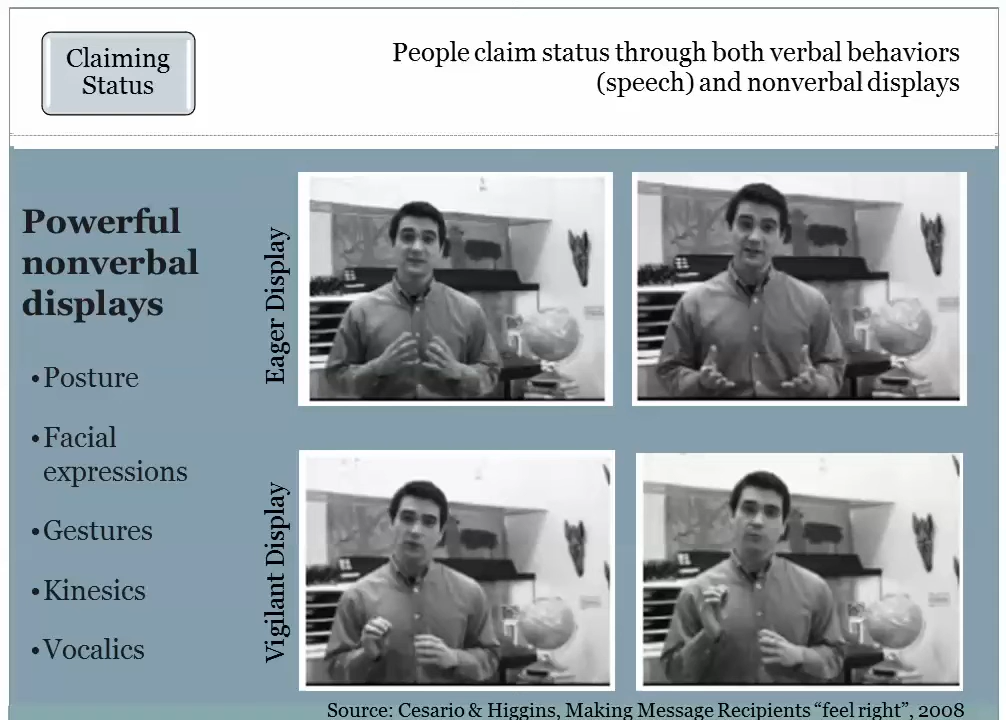 Claiming
Status
People claim status through both verbal behaviors
(speech) and nonverbal displays
Powerful
nonverbal
displays
•Posture
•Facial
expressions
•Gestures
•Kinesics
•Vocalics
Eager Display
Vigilant Display
Source: Cesario & Higgins, Making Message Recipients “feel right”, 2008